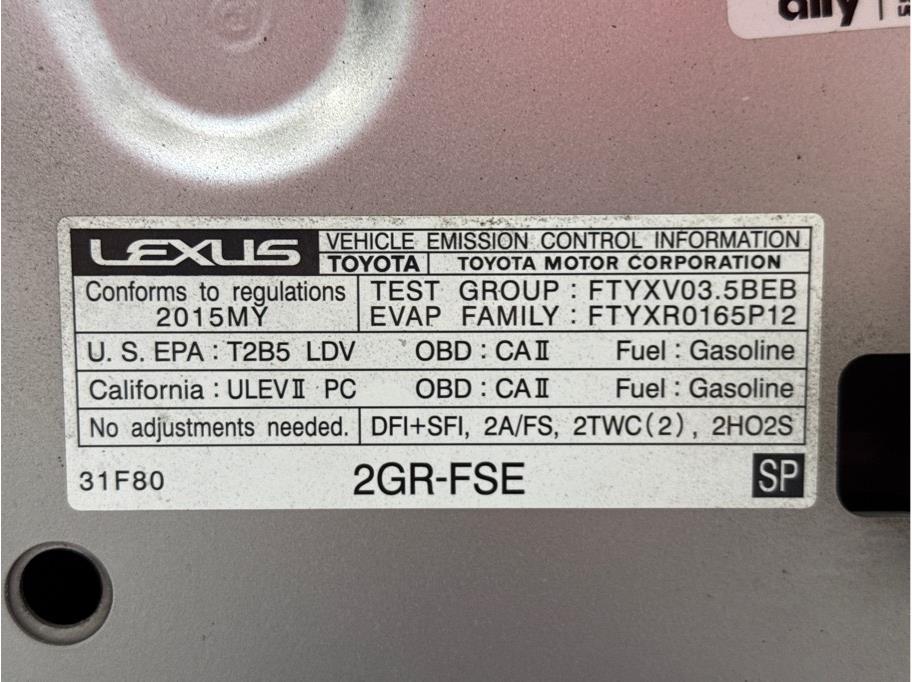 ally
LEXUS
VEHICLE EMISSION CONTROL INFORMATION
TOYOTA TOYOTA MOTOR CORPORATION
Conforms to regulations
2015MY
TEST GROUP : FTYXV03.5BEB
EVAP FAMILY : FTYXR0165P12
U. S. EPA : T2B5 LDV OBD : CAⅡ Fuel : Gasoline
California : ULEVⅡ PC OBD : CAⅡ Fuel : Gasoline
No adjustments needed. DFI+SFI, 2A/FS, 2TWC(2), 2HO2S
31F80 2GR-FSE SP